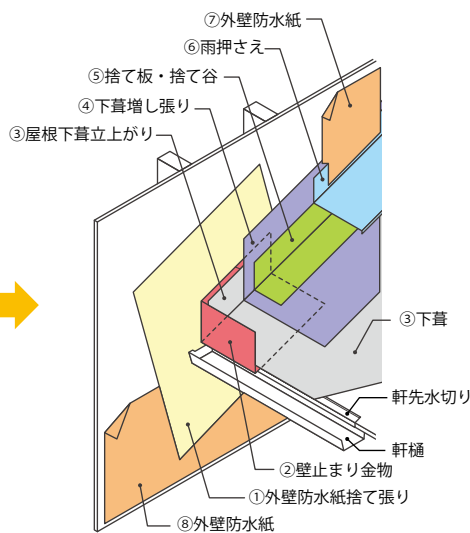 ⑦外壁防水紙
⑥雨押さえ
⑤捨て板・捨て谷
④下葺増し張り
③屋根下葺立上がり
③下葺
軒先水切り
軒樋
②壁止まり金物
①外壁防水紙捨て張り
⑧外壁防水紙